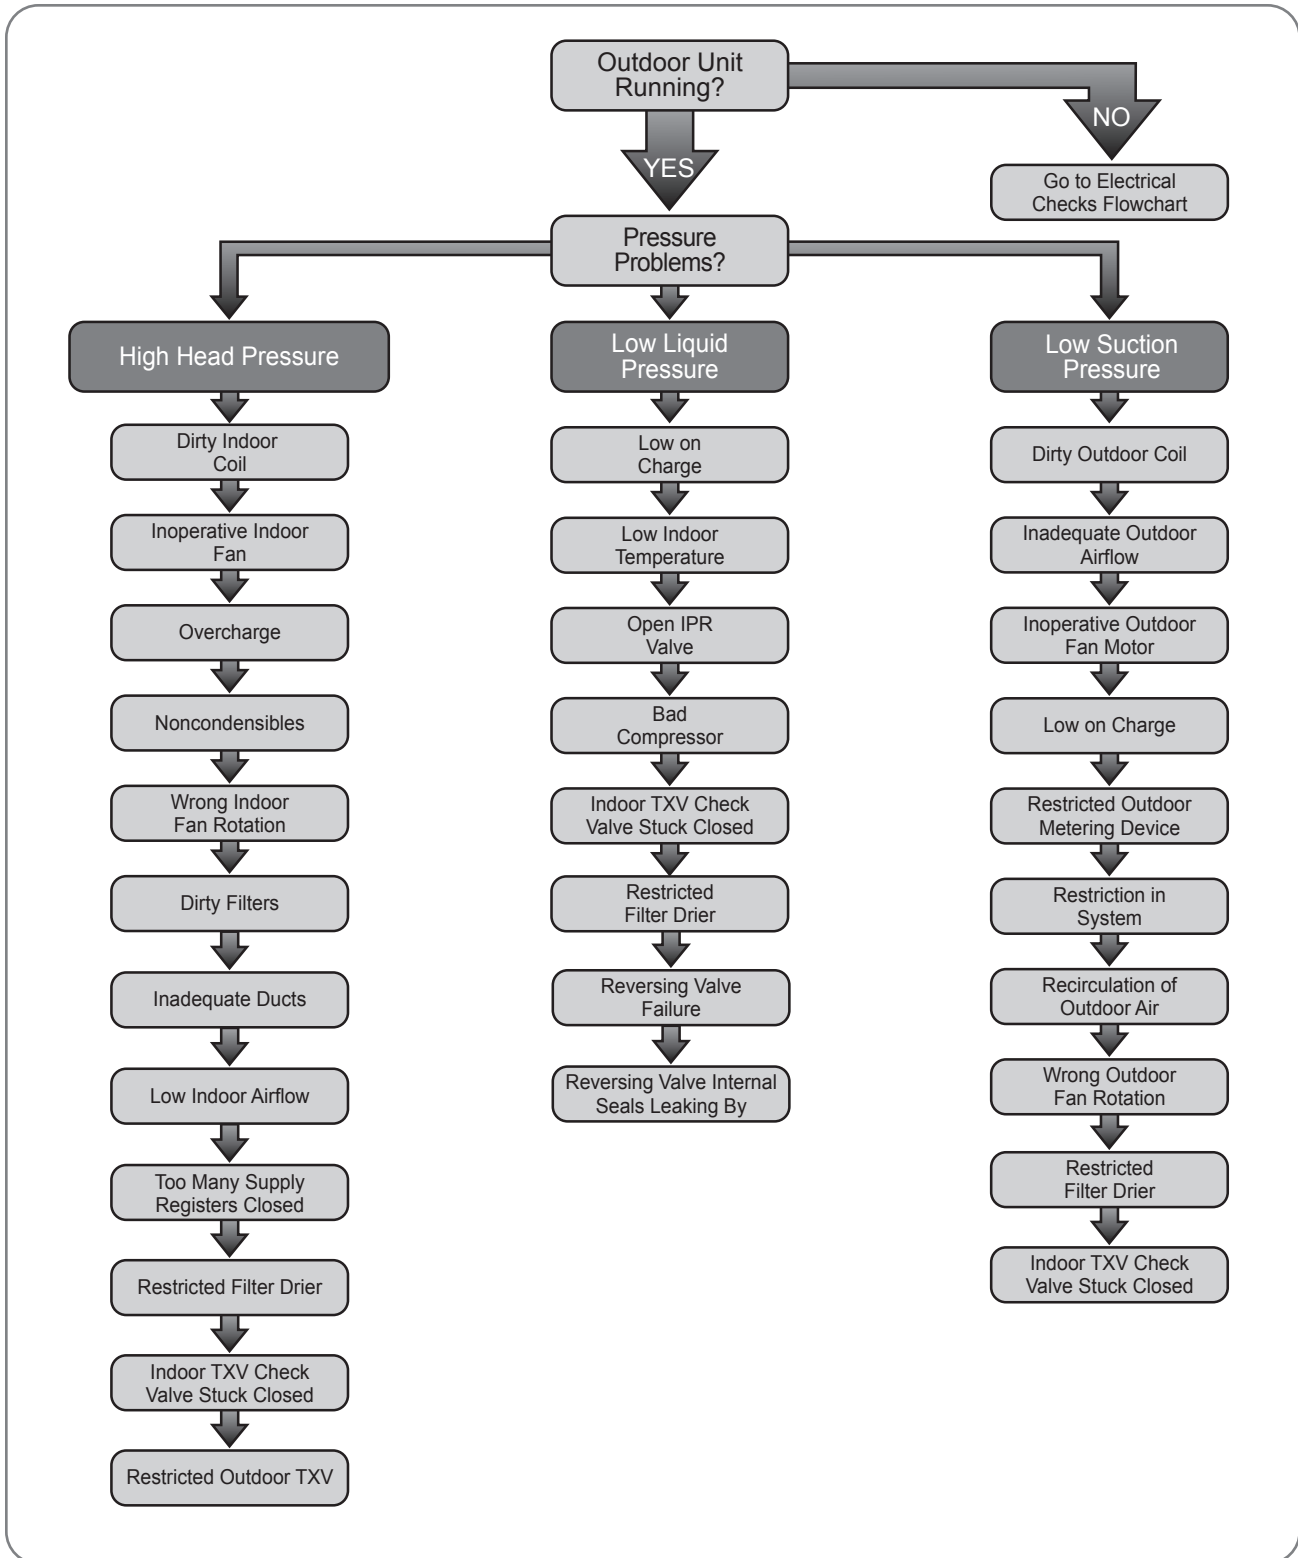 Outdoor Unit
Running?
NO
YES
Go to Electrical
Checks Flowchart
Pressure
Problems?
High Head Pressure
Dirty Indoor
Coil
Inoperative Indoor
Fan
Overcharge
Noncondensibles
Wrong Indoor
Fan Rotation
Dirty Filters
Inadequate Ducts
Low Indoor Airflow
Too Many Supply
Registers Closed
Restricted Filter Drier
Indoor TXV Check
Valve Stuck Closed
Restricted Outdoor TXV
Low Liquid
Pressure
Low on
Charge
Low Indoor
Temperature
Open IPR
Valve
Bad
Compressor
Indoor TXV Check
Valve Stuck Closed
Restricted
Filter Drier
Reversing Valve
Failure
Reversing Valve Internal
Seals Leaking By
Low Suction
Pressure
Dirty Outdoor Coil
Inadequate Outdoor
Airflow
Inoperative Outdoor
Fan Motor
Low on Charge
Restricted Outdoor
Metering Device
Restriction in
System
Recirculation of
Outdoor Air
Wrong Outdoor
Fan Rotation
Restricted
Filter Drier
Indoor TXV Check
Valve Stuck Closed